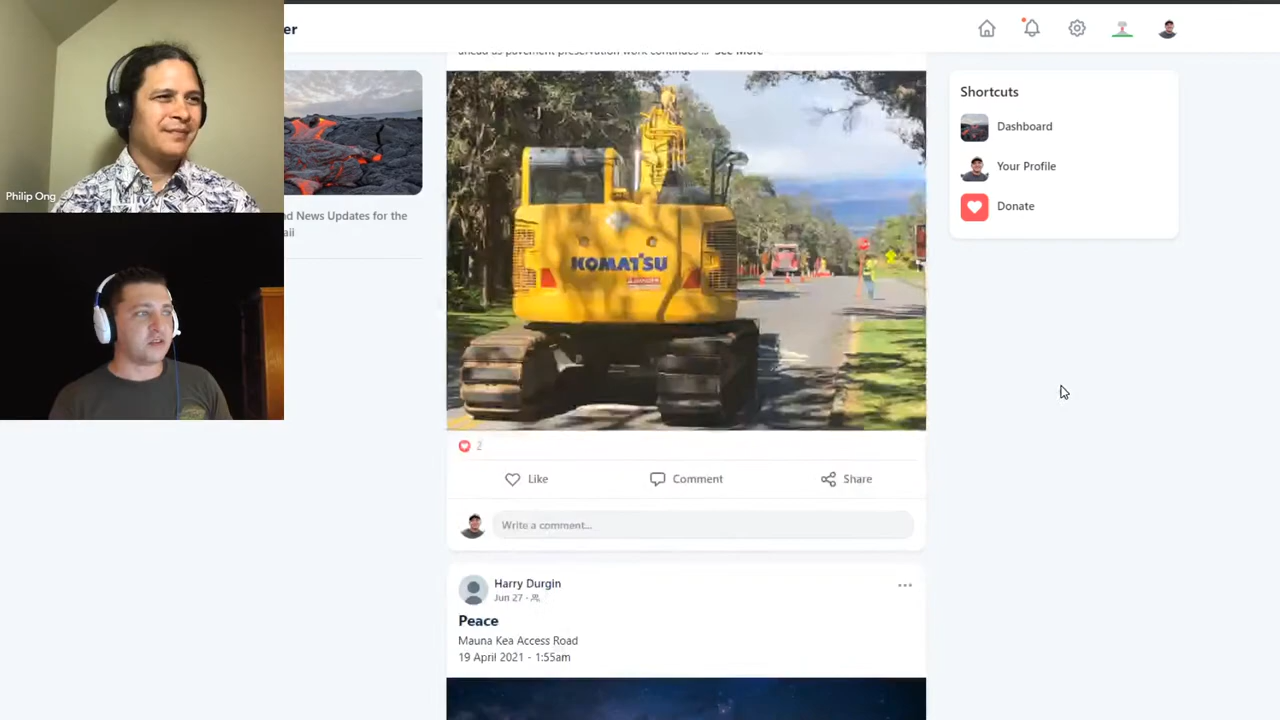 er
ahead as pavement preservation work continues ... See More
Shortcuts
Dashboard
Your Profile
Donate
Philip Ong
nd News Updates for the
aii
KOMATSU
2
Like
Comment
Share
Write a comment...
Harry Durgin
Jun 27 ·
Peace
Mauna Kea Access Road
19 April 2021 - 1:55am